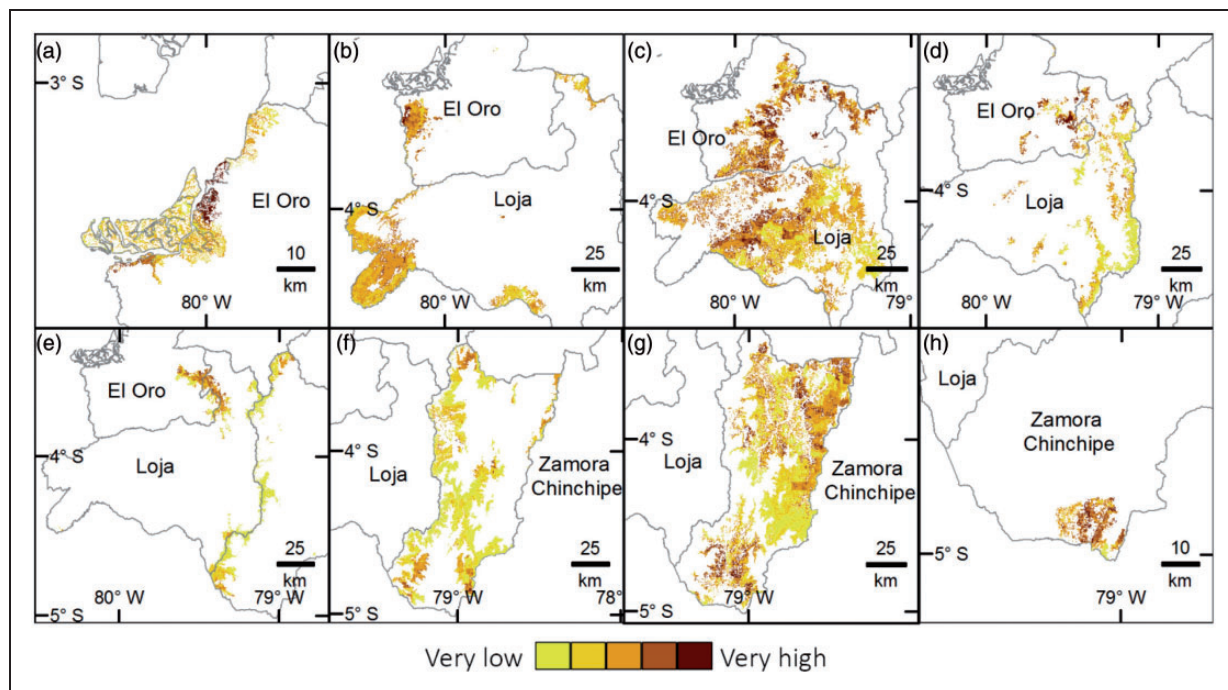 (a)
3° S
El Oro
10
km
80° W
(b)
El Oro
4° S
Loja
25
km
80° W
(c)
El Oro
4° S
Loja
25
km
80° W
79°
(d)
El Oro
4° S
Loja
25
km
80° W
79° W
(e)
El Oro
4° S
Loja
25
km
5° S
80° W
79° W
(f)
4° S
Loja
Zamora
Chinchipe
25
km
5° S
79° W
78°
(g)
4° S
Loja
Zamora
Chinchipe
25
km
5° S
79° W
(h)
Loja
Zamora
Chinchipe
5° S
10
km
79° W
Very low Very high